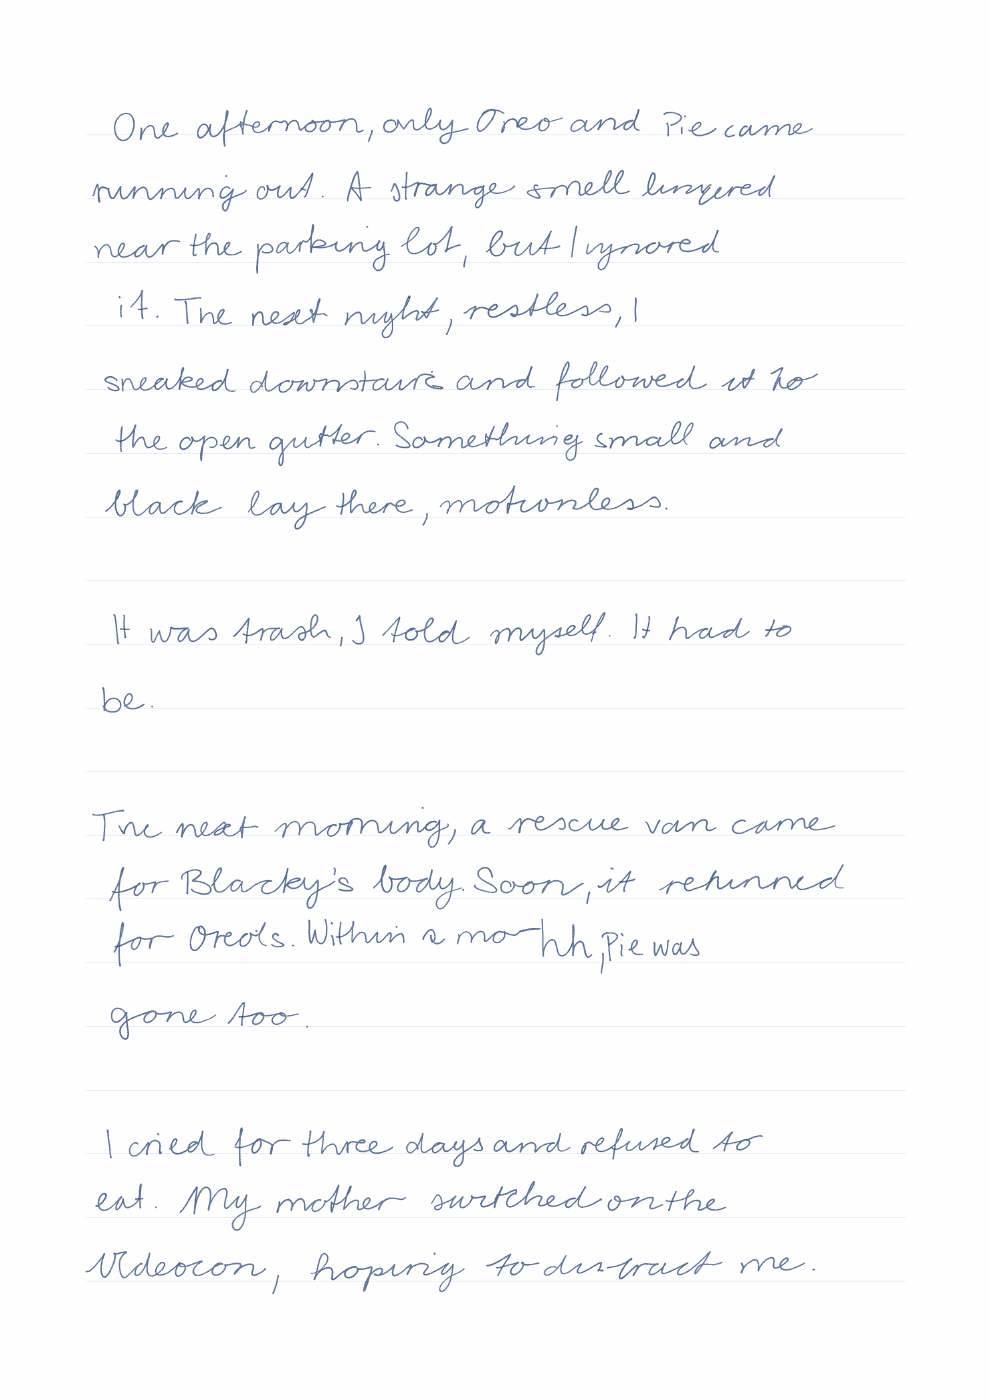 One afternoon, only Oreo and Pie came
running out. A strange smell lingered
near the parking lot, but I ignored
it. The next night, restless, I
sneaked downstairs and followed it to
the open gutter. Something small and
black lay there, motionless.
It was trash, I told myself. It had to
be.
The next morning, a rescue van came
for Blacky's body. Soon, it returned
for Oreo's. Within a month, Pie was
gone too.
I cried for three days and refused to
eat. My mother switched on the
Videocon, hoping to distract me.